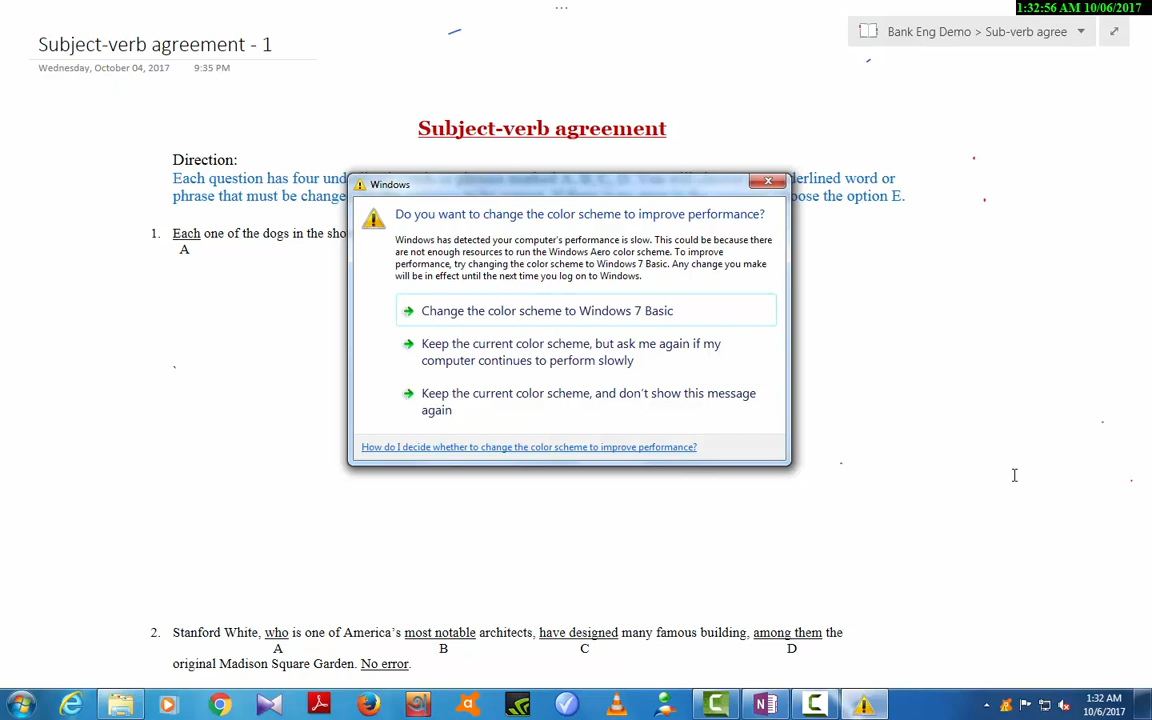 1:32:56 AM 10/06/2017
Subject-verb agreement - 1
Bank Eng Demo > Sub-verb agree
Wednesday, October 04, 2017 9:35 PM
Subject-verb agreement
Direction:
Each question has four und
derlined word or
phrase that must be change
oose the option E.
1. Each one of the dogs in the sho
A
Windows
Do you want to change the color scheme to improve performance?
Windows has detected your computer's performance is slow. This could be because there
are not enough resources to run the Windows Aero color scheme. To improve
performance, try changing the color scheme to Windows 7 Basic. Any change you make
will be in effect until the next time you log on to Windows.
Change the color scheme to Windows 7 Basic
Keep the current color scheme, but ask me again if my
computer continues to perform slowly
Keep the current color scheme, and don't show this message
again
How do I decide whether to change the color scheme to improve performance?
2. Stanford White, who is one of America's most notable architects, have designed many famous building, among them the
A B C D
original Madison Square Garden. No error.
1:32 AM
10/6/2017